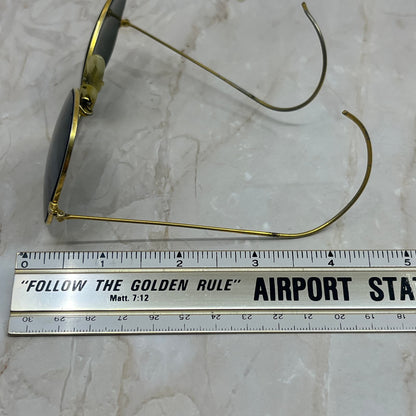 0 1 2 3 4 5
"FOLLOW THE GOLDEN RULE" AIRPORT STA
Matt. 7:12
30 29 28 27 26 25 24 23 22 21 20 19 18